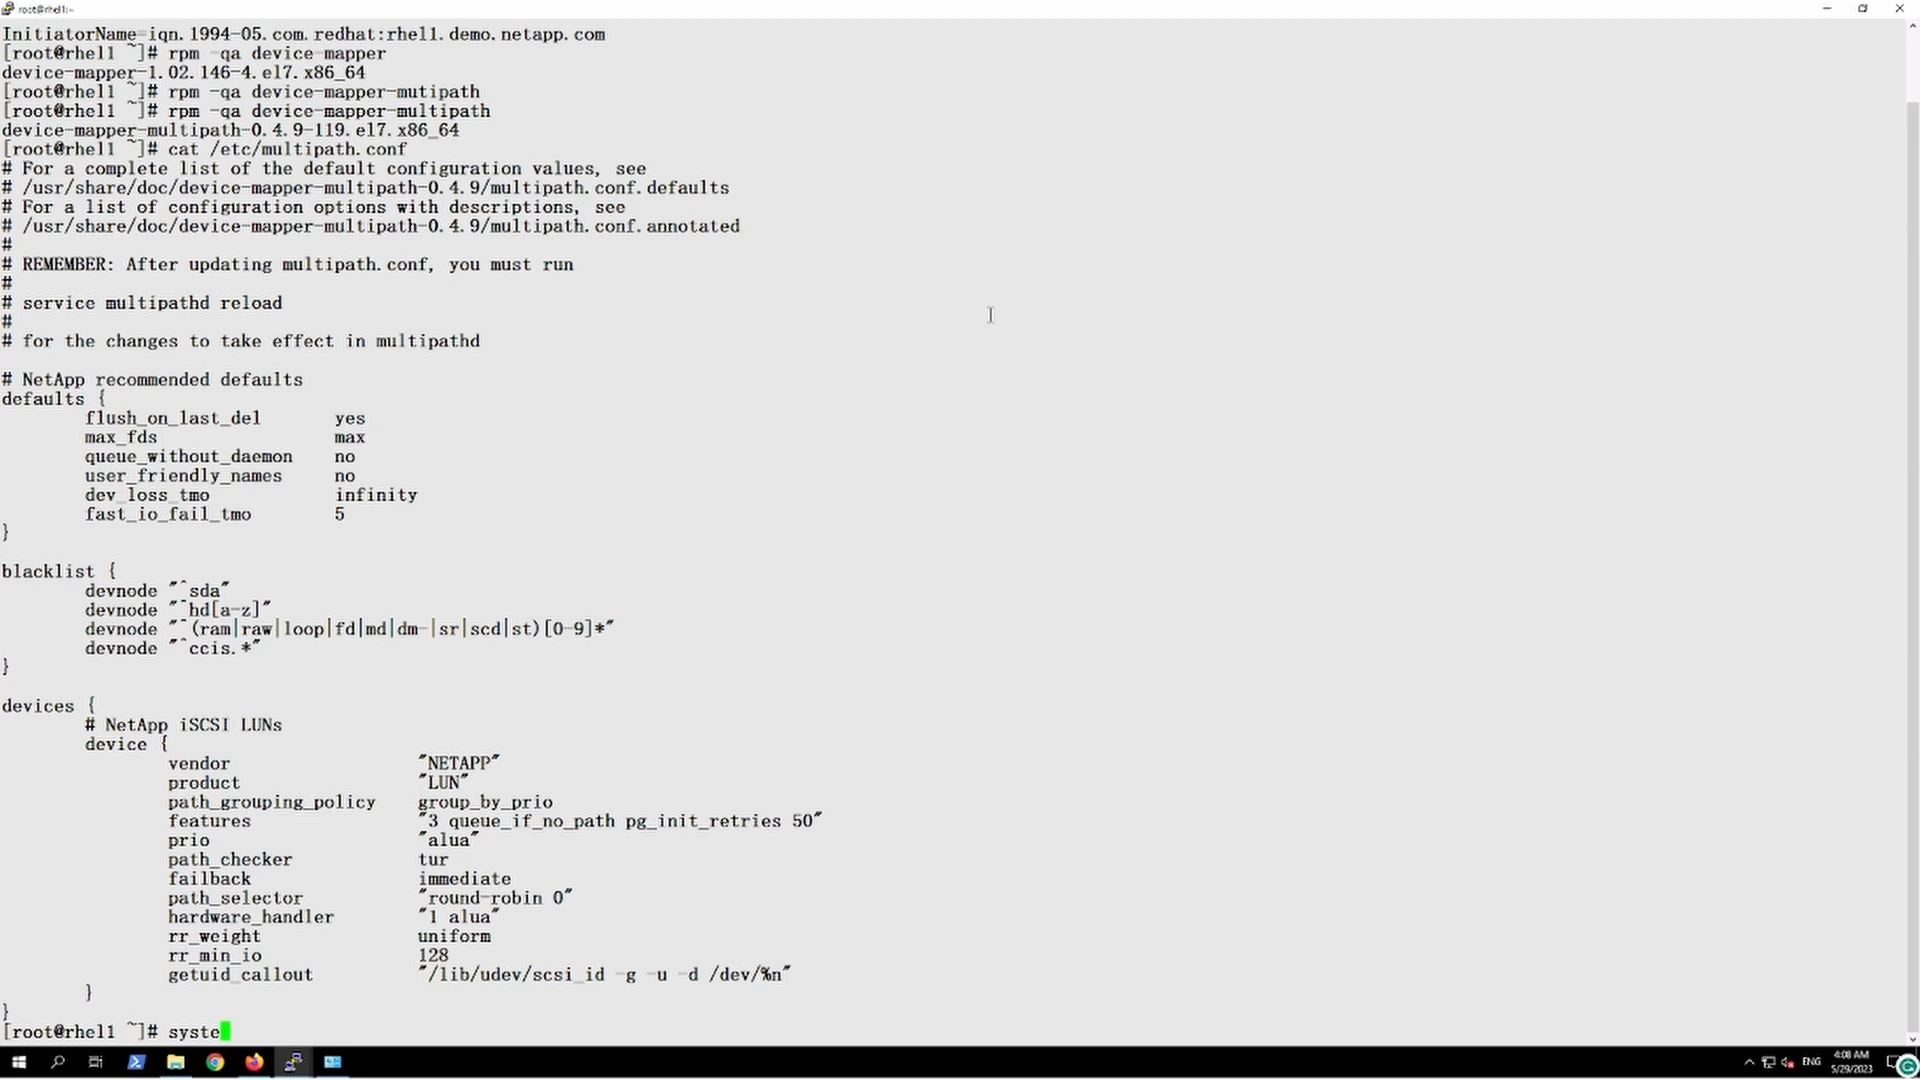 root@rhel1:~
InitiatorName=iqn.1994-05.com.redhat:rhel1.demo.netapp.com
[root@rhel1 ~]# rpm -qa device-mapper
device-mapper-1.02.146-4.el7.x86_64
[root@rhel1 ~]# rpm -qa device-mapper-mutipath
[root@rhel1 ~]# rpm -qa device-mapper-multipath
device-mapper-multipath-0.4.9-119.el7.x86_64
[root@rhel1 ~]# cat /etc/multipath.conf
# For a complete list of the default configuration values, see
# /usr/share/doc/device-mapper-multipath-0.4.9/multipath.conf.defaults
# For a list of configuration options with descriptions, see
# /usr/share/doc/device-mapper-multipath-0.4.9/multipath.conf.annotated
#
# REMEMBER: After updating multipath.conf, you must run
#
# service multipathd reload
#
# for the changes to take effect in multipathd
# NetApp recommended defaults
defaults {
flush_on_last_del yes
max_fds max
queue_without_daemon no
user_friendly_names no
dev_loss_tmo infinity
fast_io_fail_tmo 5
}
blacklist {
devnode "^sda"
devnode "^hd[a-z]"
devnode "^(ram|raw|loop|fd|md|dm-|sr|scd|st)[0-9]*"
devnode "^ccis.*"
}
devices {
# NetApp iSCSI LUNs
device {
vendor "NETAPP"
product "LUN"
path_grouping_policy group_by_prio
features "3 queue_if_no_path pg_init_retries 50"
prio "alua"
path_checker tur
failback immediate
path_selector "round-robin 0"
hardware_handler "1 alua"
rr_weight uniform
rr_min_io 128
getuid_callout "/lib/udev/scsi_id -g -u -d /dev/%n"
}
}
[root@rhel1 ~]# syste
ENG
4:08 AM
5/29/2023